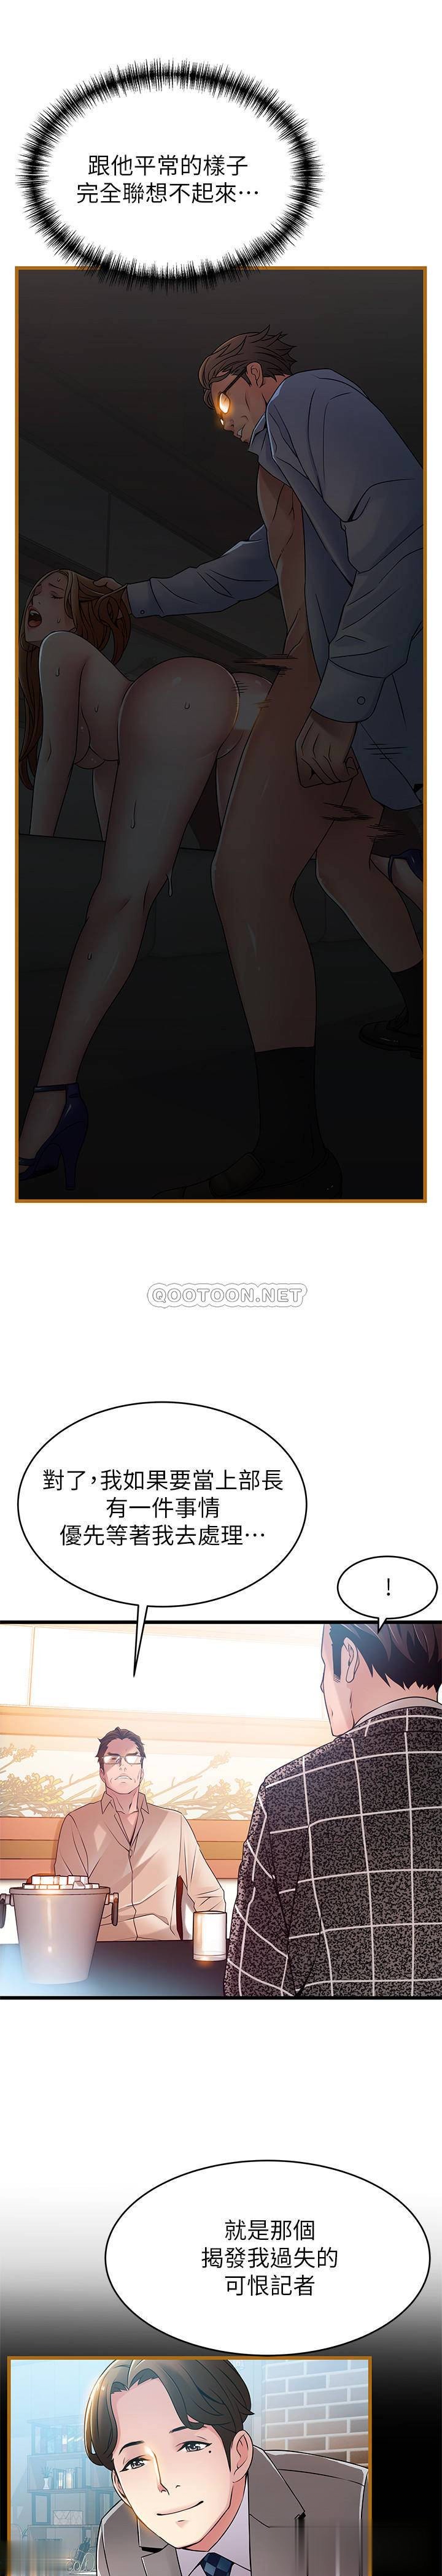 跟他平常的樣子
完全聯想不起來…
QOOTOON.NET
對了，我如果要當上部長
有一件事情
優先等著我去處理…
！
就是那個
揭發我過失的
可恨記者